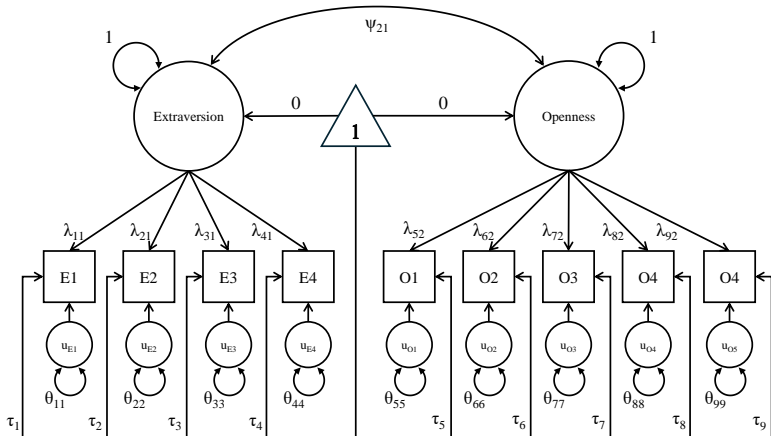 ψ21
1 1
0 0
Extraversion 1 Openness
λ11 λ21 λ31 λ41 λ52 λ62 λ72 λ82 λ92
E1 E2 E3 E4 O1 O2 O3 O4 O4
uE1 uE2 uE3 uE4 uO1 uO2 uO3 uO4 uO5
θ11 θ22 θ33 θ44 θ55 θ66 θ77 θ88 θ99
τ1 τ2 τ3 τ4 τ5 τ6 τ7 τ8 τ9